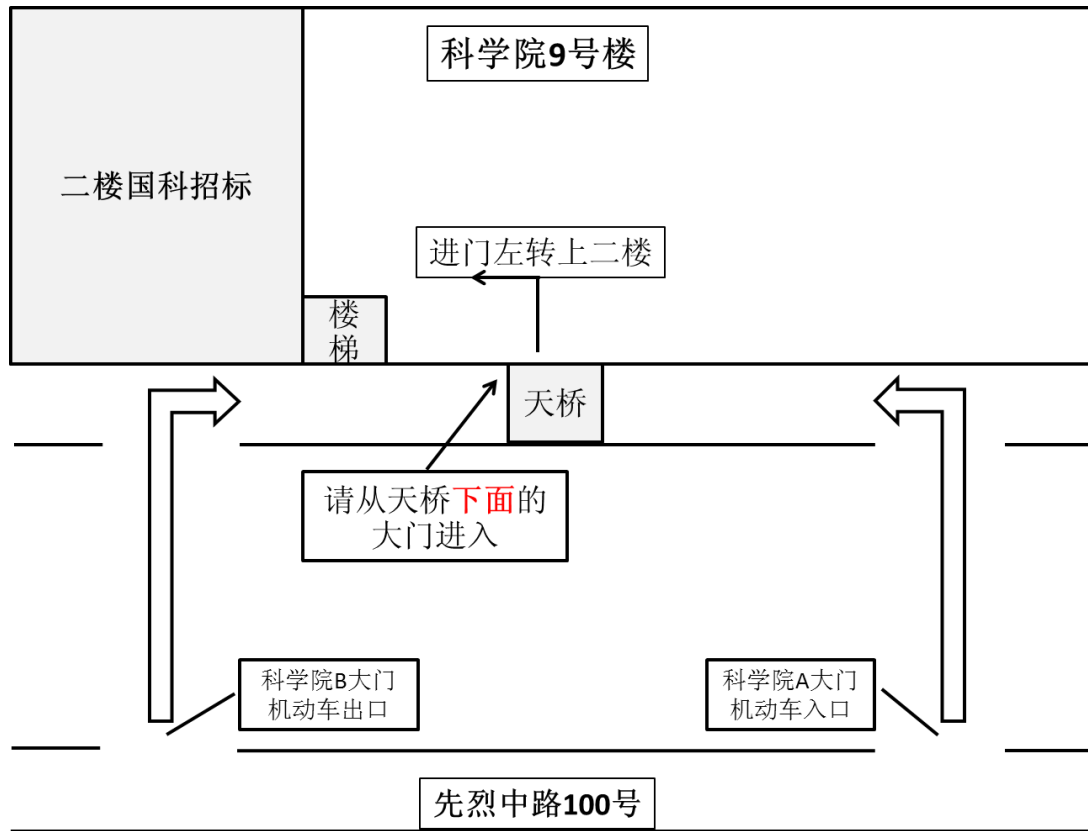 科学院9号楼
二楼国科招标
进门左转上二楼
楼
梯
天桥
请从天桥下面的
大门进入
科学院B大门
机动车出口
科学院A大门
机动车入口
先烈中路100号